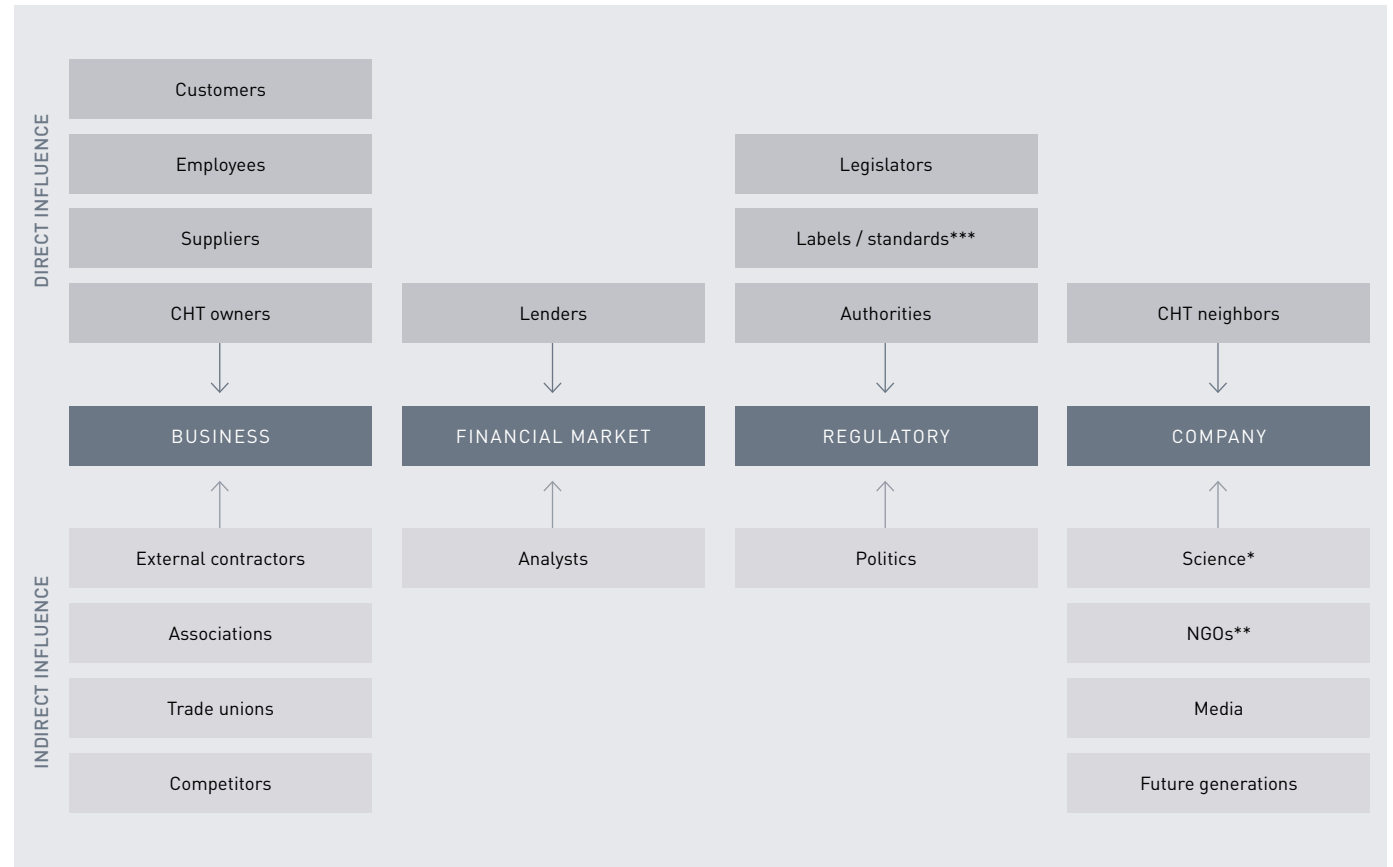 DIRECT INFLUENCE
Customers
Employees
Legislators
Suppliers
Labels / standards***
CHT owners
Lenders
Authorities
CHT neighbors
BUSINESS
FINANCIAL MARKET
REGULATORY
COMPANY
INDIRECT INFLUENCE
External contractors
Analysts
Politics
Science*
Associations
NGOs**
Trade unions
Media
Competitors
Future generations